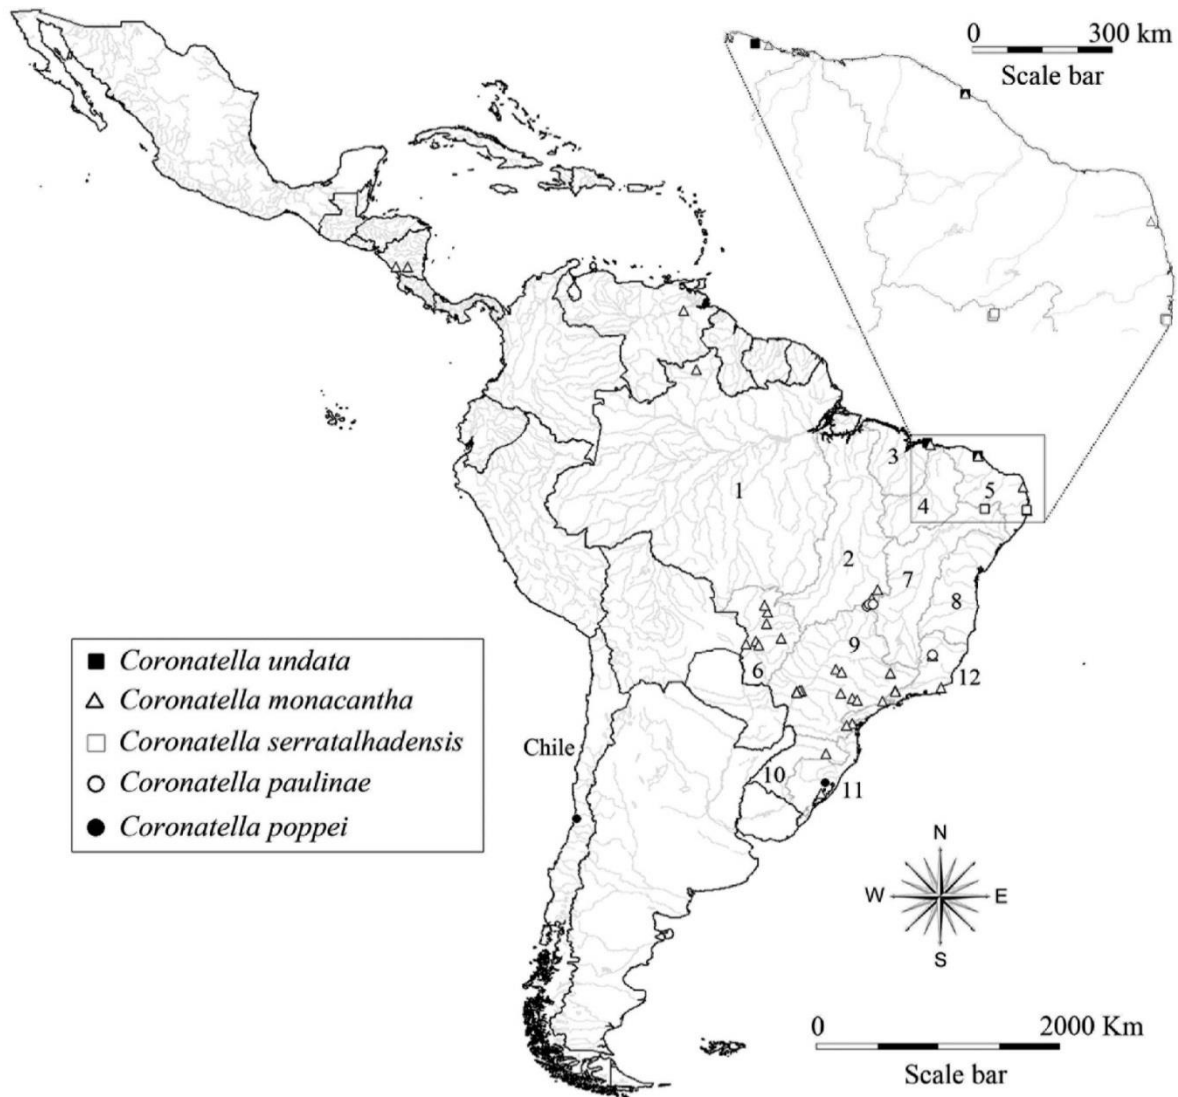 0 300 km
Scale bar
3
5
1
4
2
7
8
9
6
12
Coronatella undata
Coronatella monacantha
Coronatella serratalhadensis
Coronatella paulinae
Coronatella poppei
Chile
10
11
N
W E
S
0 2000 Km
Scale bar